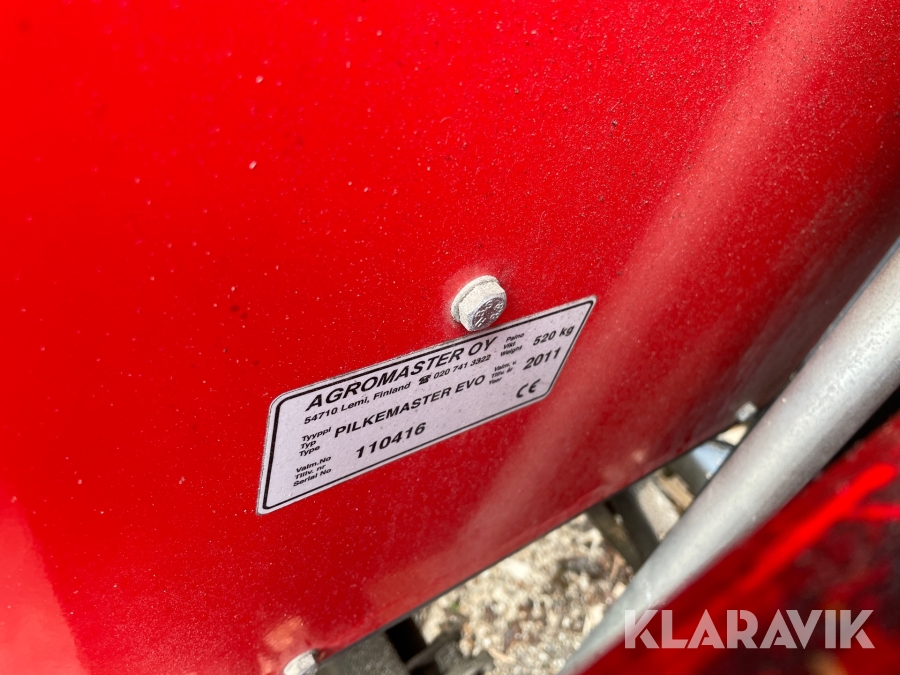 AGROMASTER OY
54710 Lemi, Finland ☎ 020 741 3322
Paino
Vikt
Weight
520 kg
Tyyppi
Typ
Type
PILKEMASTER EVO
Valm. v.
Tillv. år
Year
2011
Valm.No
Tillv. nr
Serial No
110416
CE
KLARAVIK